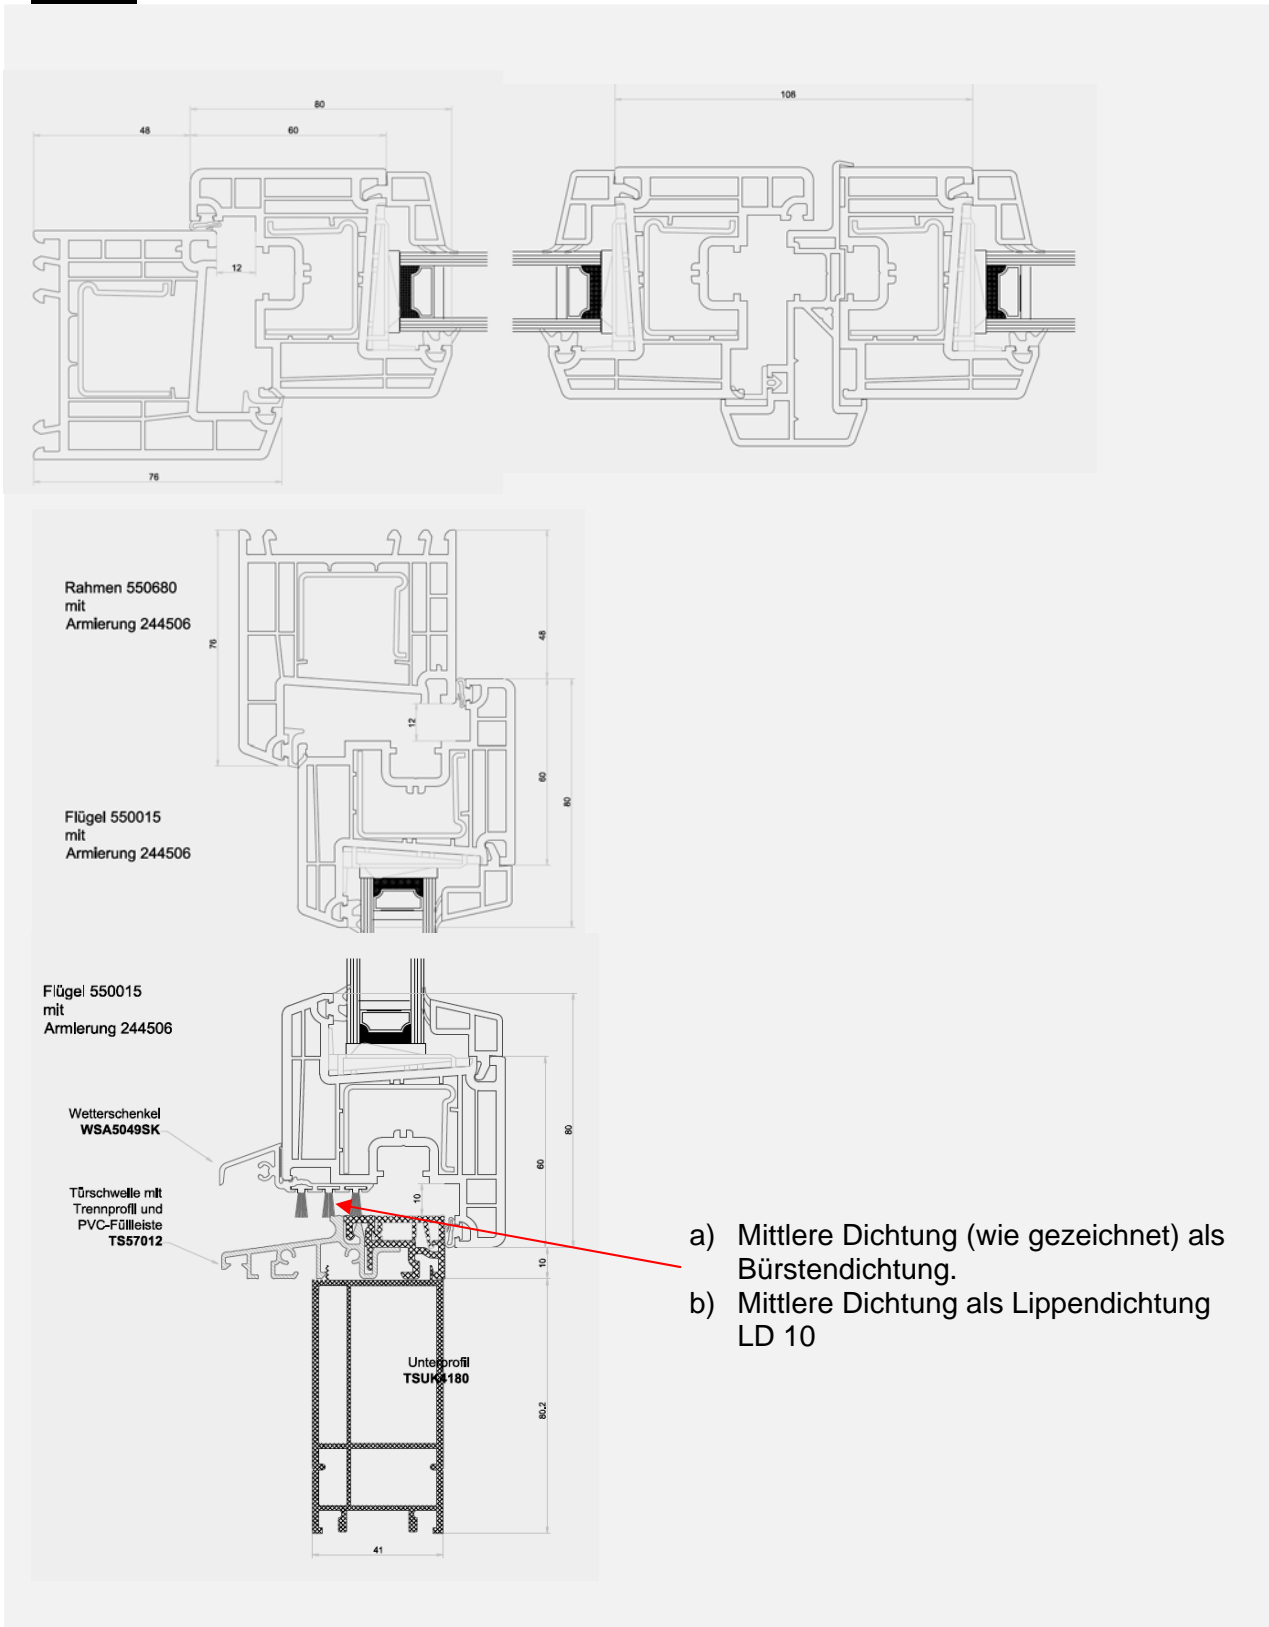 80
48
60
12
76
108
Rahmen 550680
mit
Armierung 244506
76
48
12
60
80
Flügel 550015
mit
Armierung 244506
Flügel 550015
mit
Armierung 244506
Wetterschenkel
WSA5049SK
Türschwelle mit
Trennprofil und
PVC-Füllleiste
TS57012
10
60
80
10
a) Mittlere Dichtung (wie gezeichnet) als
Bürstendichtung.
b) Mittlere Dichtung als Lippendichtung
LD 10
Unterprofil
TSUK4180
80.2
41